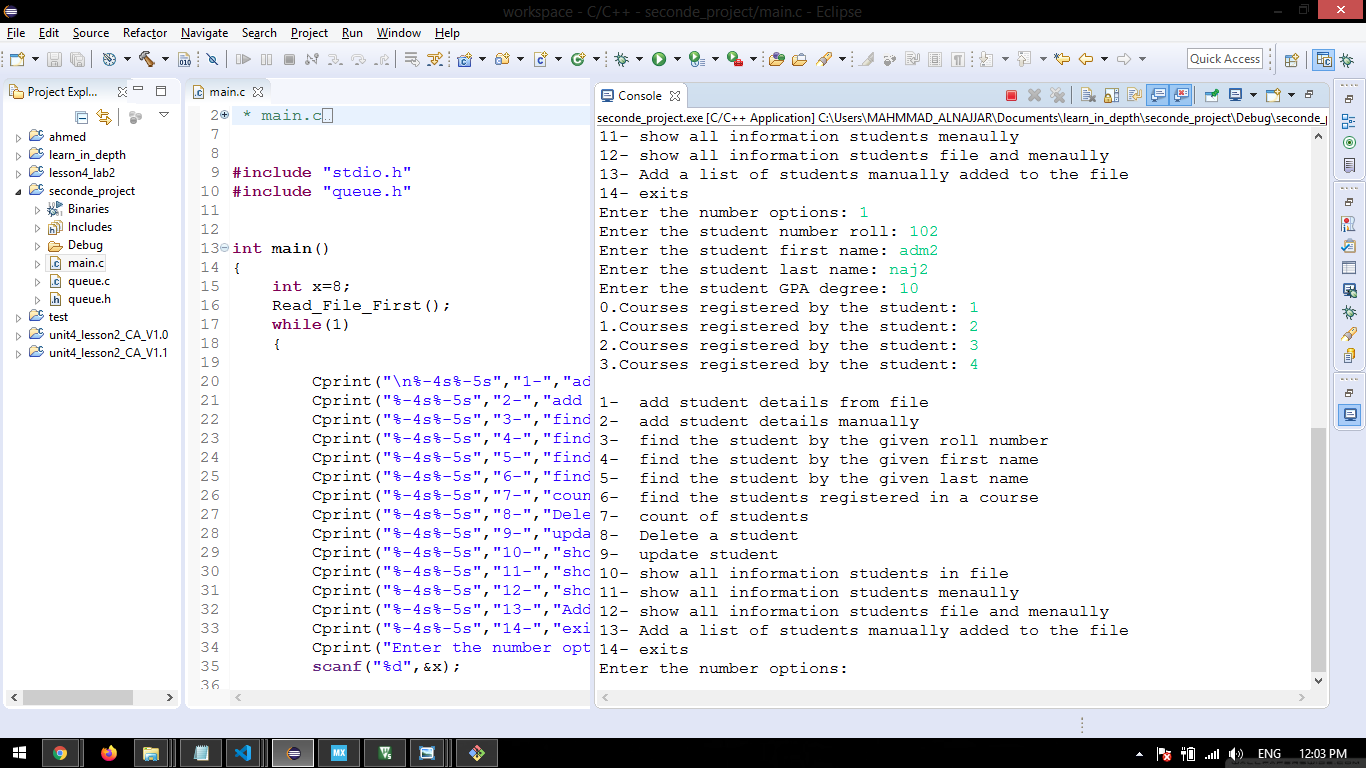 workspace - C/C++ - seconde_project/main.c - Eclipse
File Edit Source Refactor Navigate Search Project Run Window Help
Quick Access
Project Expl...
ahmed
learn_in_depth
lesson4_lab2
seconde_project
Binaries
Includes
Debug
main.c
queue.c
queue.h
test
unit4_lesson2_CA_V1.0
unit4_lesson2_CA_V1.1
main.c
2 * main.c
7
8
9 #include "stdio.h"
10 #include "queue.h"
11
12
13 int main()
14 {
15 int x=8;
16 Read_File_First();
17 while(1)
18 {
19
20 Cprint("\n%-4s%-5s","1-","ad
21 Cprint("%-4s%-5s","2-","add
22 Cprint("%-4s%-5s","3-","find
23 Cprint("%-4s%-5s","4-","find
24 Cprint("%-4s%-5s","5-","find
25 Cprint("%-4s%-5s","6-","find
26 Cprint("%-4s%-5s","7-","coun
27 Cprint("%-4s%-5s","8-","Dele
28 Cprint("%-4s%-5s","9-","upda
29 Cprint("%-4s%-5s","10-","sho
30 Cprint("%-4s%-5s","11-","sho
31 Cprint("%-4s%-5s","12-","sho
32 Cprint("%-4s%-5s","13-","Add
33 Cprint("%-4s%-5s","14-","exi
34 Cprint("Enter the number opt
35 scanf("%d",&x);
36
Console
seconde_project.exe [C/C++ Application] C:\Users\MAHMMAD_ALNAJJAR\Documents\learn_in_depth\seconde_project\Debug\seconde_p
11- show all information students menaully
12- show all information students file and menaully
13- Add a list of students manually added to the file
14- exits
Enter the number options: 1
Enter the student number roll: 102
Enter the student first name: adm2
Enter the student last name: naj2
Enter the student GPA degree: 10
0.Courses registered by the student: 1
1.Courses registered by the student: 2
2.Courses registered by the student: 3
3.Courses registered by the student: 4
1- add student details from file
2- add student details manually
3- find the student by the given roll number
4- find the student by the given first name
5- find the student by the given last name
6- find the students registered in a course
7- count of students
8- Delete a student
9- update student
10- show all information students in file
11- show all information students menaully
12- show all information students file and menaully
13- Add a list of students manually added to the file
14- exits
Enter the number options:
MX
ENG 12:03 PM